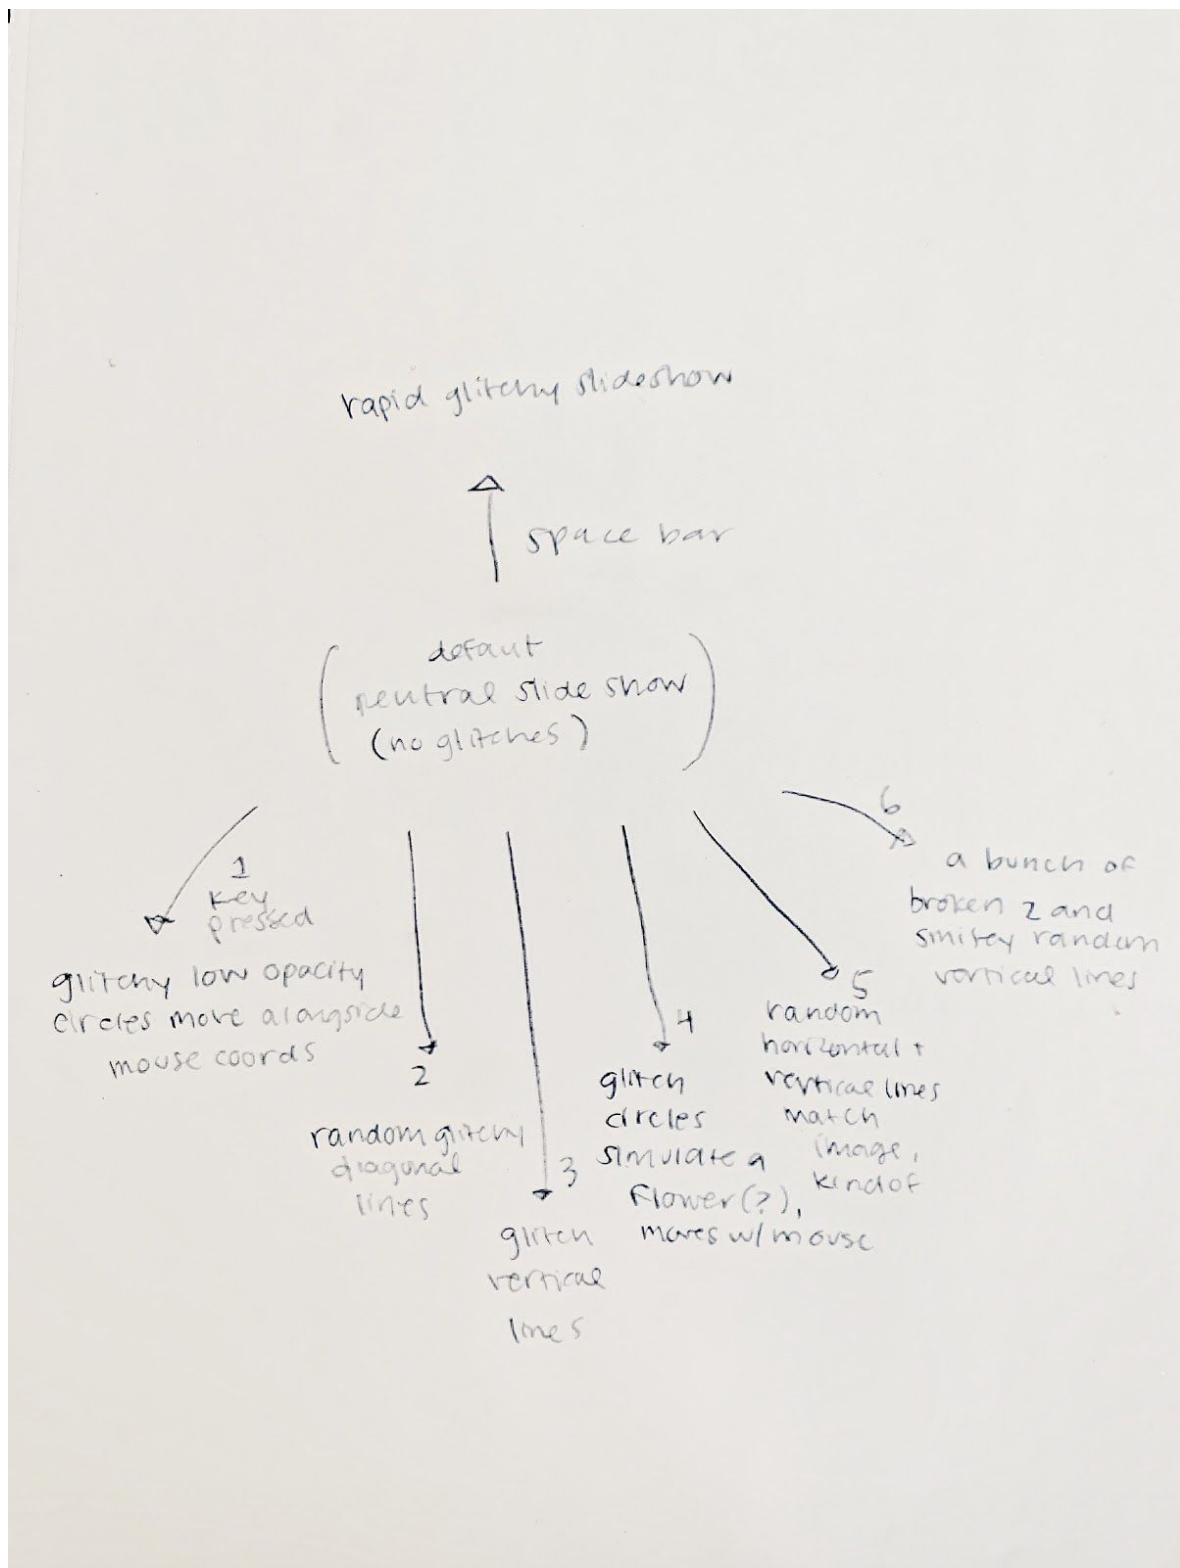 rapid glitchy slideshow
space bar
defaut
neutral slide show
(no glitches)
1
key
pressed
glitchy low opacity
circles move alongside
mouse coords
2
random glitchy
diagonal
lines
3
glitch
vertical
lines
4
glitch
circles
simulate a
flower(?),
moves w/ mouse
5
random
horizontal +
vertical lines
match
image,
kind of
6
a bunch of
broken 2 and
random
vertical lines